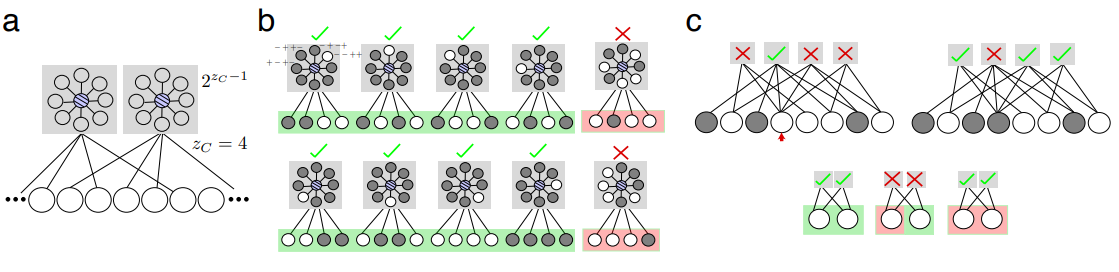 a
b
c
$2^{z_C-1}$
$z_C = 4$
-++-
--++
+-+-